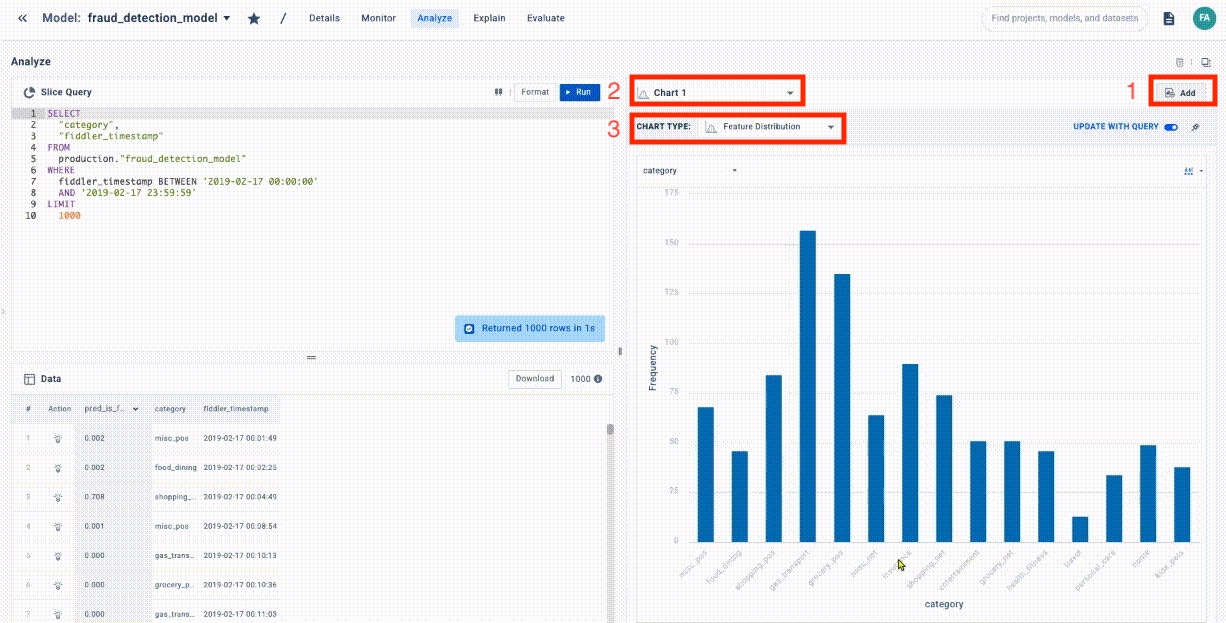 Model: fraud_detection_model / Details Monitor Analyze Explain Evaluate Find projects, models, and datasets FA
Analyze
Slice Query Format Run
1 SELECT
2 "category",
3 "fiddler_timestamp"
4 FROM
5 production."fraud_detection_model"
6 WHERE
7 fiddler_timestamp BETWEEN '2019-02-17 00:00:00'
8 AND '2019-02-17 23:59:59'
9 LIMIT
10 1000
Returned 1000 rows in 1s
Data Download 1000
# Action pred_is_f... category fiddler_timestamp
1 0.002 misc_pos 2019-02-17 00:01:49
2 0.002 food_dining 2019-02-17 00:02:25
3 0.708 shopping_... 2019-02-17 00:04:49
4 0.001 misc_pos 2019-02-17 00:08:54
5 0.000 gas_trans... 2019-02-17 00:10:13
6 0.000 grocery_p... 2019-02-17 00:10:36
7 0.000 gas_trans... 2019-02-17 00:11:03
2 Chart 1 1 Add
3 CHART TYPE: Feature Distribution UPDATE WITH QUERY
category
175
150
125
100
75
50
25
0
Frequency
misc_pos
food_dining
shopping_pos
gas_transport
grocery_pos
misc_net
shopping_net
entertainment
grocery_net
health_fitness
travel
personal_care
home
kids_pets
category